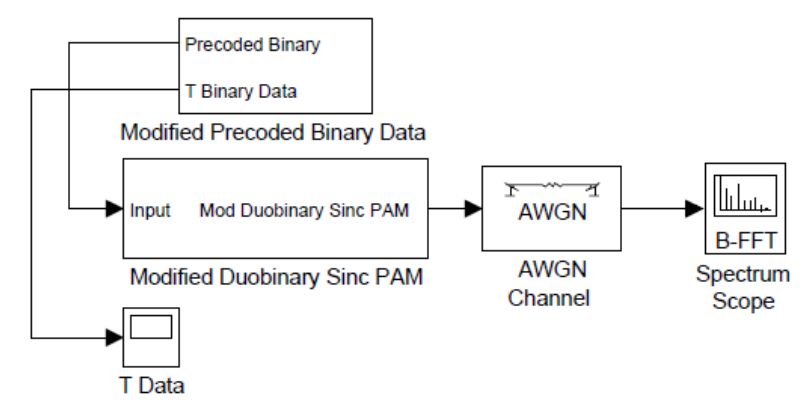 Precoded Binary
T Binary Data
Modified Precoded Binary Data
Input Mod Duobinary Sinc PAM
Modified Duobinary Sinc PAM
AWGN
AWGN
Channel
B-FFT
Spectrum
Scope
T Data